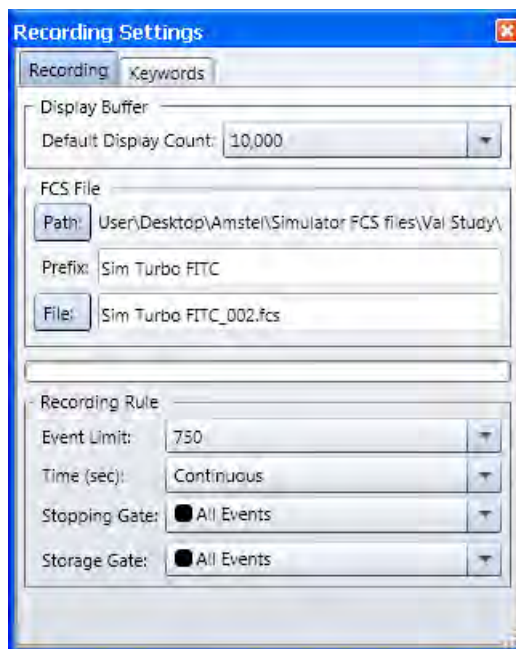 Recording Settings
Recording Keywords
Display Buffer
Default Display Count: 10,000
FCS File
Path: User\Desktop\Amstel\Simulator FCS files\Val Study\
Prefix: Sim Turbo FITC
File: Sim Turbo FITC_002.fcs
Recording Rule
Event Limit: 750
Time (sec): Continuous
Stopping Gate: All Events
Storage Gate: All Events